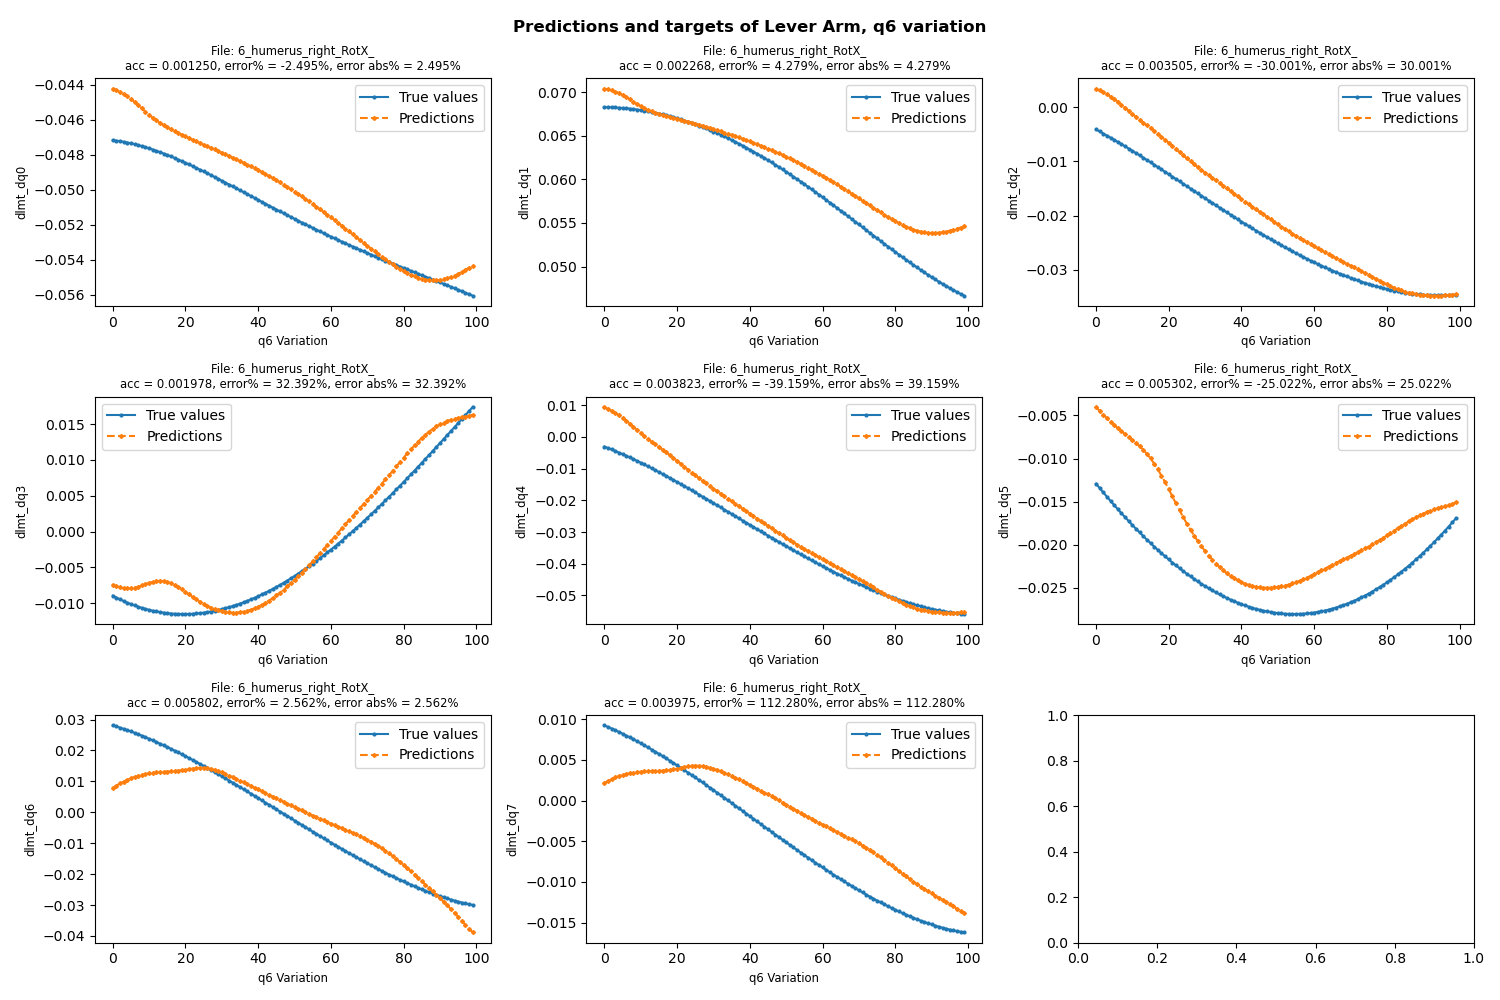 Predictions and targets of Lever Arm, q6 variation
File: 6_humerus_right_RotX_
acc = 0.001250, error% = -2.495%, error abs% = 2.495%
dlmt_dq0
−0.044
−0.046
−0.048
−0.050
−0.052
−0.054
−0.056
True values
Predictions
0 20 40 60 80 100
q6 Variation
File: 6_humerus_right_RotX_
acc = 0.002268, error% = 4.279%, error abs% = 4.279%
dlmt_dq1
0.070
0.065
0.060
0.055
0.050
True values
Predictions
0 20 40 60 80 100
q6 Variation
File: 6_humerus_right_RotX_
acc = 0.003505, error% = -30.001%, error abs% = 30.001%
dlmt_dq2
0.00
−0.01
−0.02
−0.03
True values
Predictions
0 20 40 60 80 100
q6 Variation
File: 6_humerus_right_RotX_
acc = 0.001978, error% = 32.392%, error abs% = 32.392%
dlmt_dq3
0.015
0.010
0.005
0.000
−0.005
−0.010
True values
Predictions
0 20 40 60 80 100
q6 Variation
File: 6_humerus_right_RotX_
acc = 0.003823, error% = -39.159%, error abs% = 39.159%
dlmt_dq4
0.01
0.00
−0.01
−0.02
−0.03
−0.04
−0.05
True values
Predictions
0 20 40 60 80 100
q6 Variation
File: 6_humerus_right_RotX_
acc = 0.005302, error% = -25.022%, error abs% = 25.022%
dlmt_dq5
−0.005
−0.010
−0.015
−0.020
−0.025
True values
Predictions
0 20 40 60 80 100
q6 Variation
File: 6_humerus_right_RotX_
acc = 0.005802, error% = 2.562%, error abs% = 2.562%
dlmt_dq6
0.03
0.02
0.01
0.00
−0.01
−0.02
−0.03
−0.04
True values
Predictions
0 20 40 60 80 100
q6 Variation
File: 6_humerus_right_RotX_
acc = 0.003975, error% = 112.280%, error abs% = 112.280%
dlmt_dq7
0.010
0.005
0.000
−0.005
−0.010
−0.015
True values
Predictions
0 20 40 60 80 100
q6 Variation
1.0
0.8
0.6
0.4
0.2
0.0
0.0 0.2 0.4 0.6 0.8 1.0